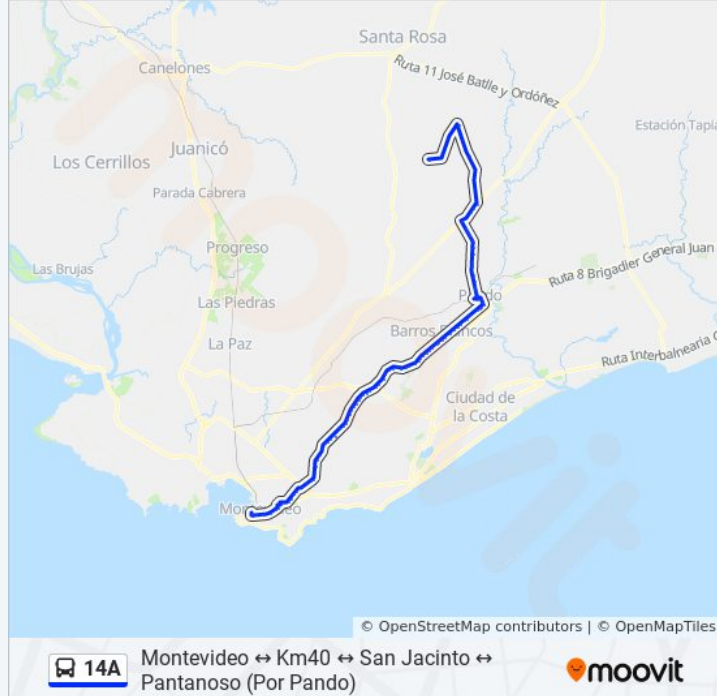 Santa Rosa
Canelones
Ruta 11 José Batlle y Ordóñez
Estación Tapia
Juanicó
Los Cerrillos
Parada Cabrera
Progreso
Las Brujas
Ruta 8 Brigadier General Juan
Las Piedras
La Paz
Barros Blancos
Ruta Interbalnearia
Ciudad de
la Costa
Montevideo
© OpenStreetMap contributors | © OpenMapTiles
14A
Montevideo ↔ Km40 ↔ San Jacinto ↔
Pantanoso (Por Pando)
moovit